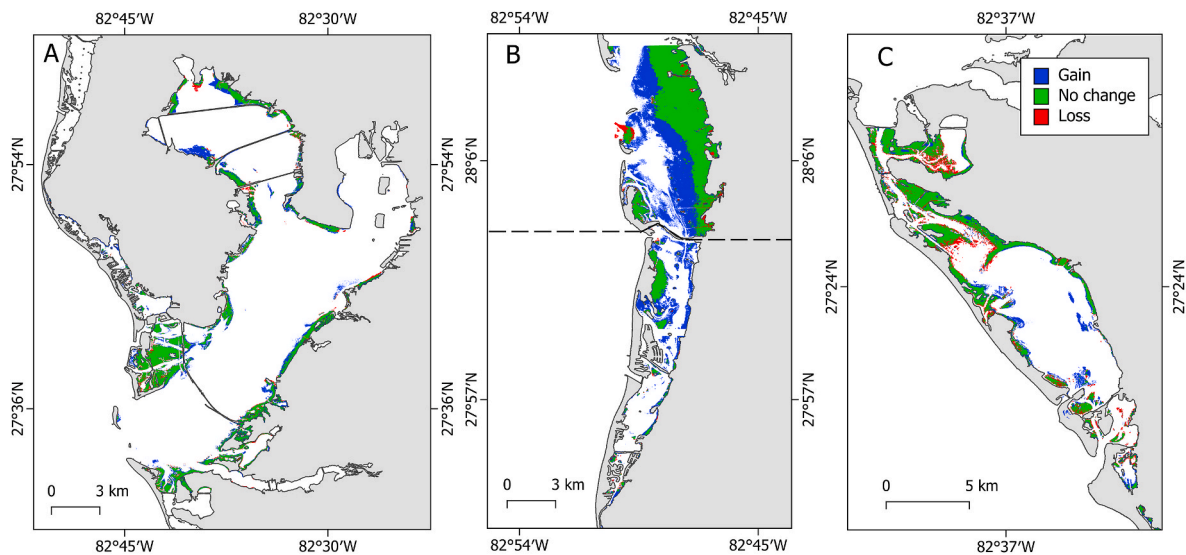 82°45'W 82°30'W
82°54'W 82°45'W
82°37'W
A
B
C
Gain
No change
Loss
27°54'N 27°54'N
28°6'N 28°6'N
27°24'N 27°24'N
27°36'N 27°36'N
27°57'N 27°57'N
0 3 km
0 3 km
0 5 km
82°45'W 82°30'W
82°54'W 82°45'W
82°37'W